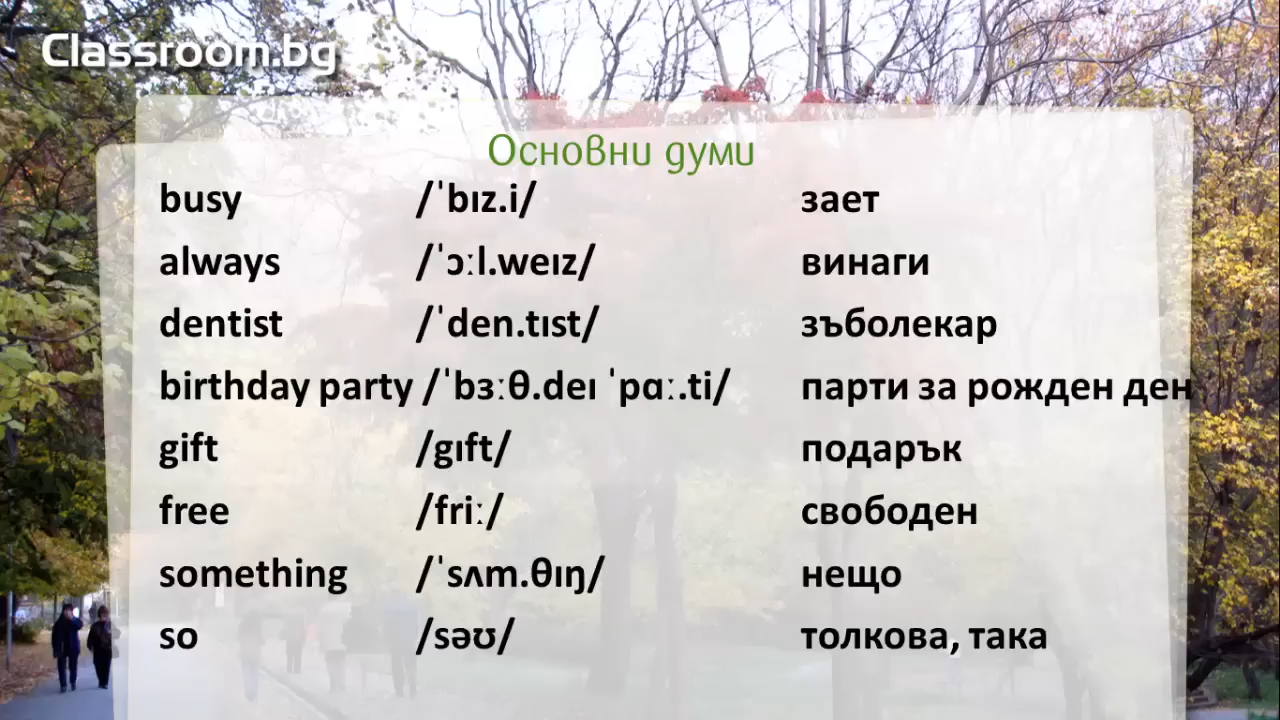 Classroom.bg
Основни думи
busy /ˈbɪz.i/ зает
always /ˈɔːl.weɪz/ винаги
dentist /ˈden.tɪst/ зъболекар
birthday party /ˈbɜːθ.deɪ ˈpɑː.ti/ парти за рожден ден
gift /gɪft/ подарък
free /friː/ свободен
something /ˈsʌm.θɪŋ/ нещо
so /səʊ/ толкова, така